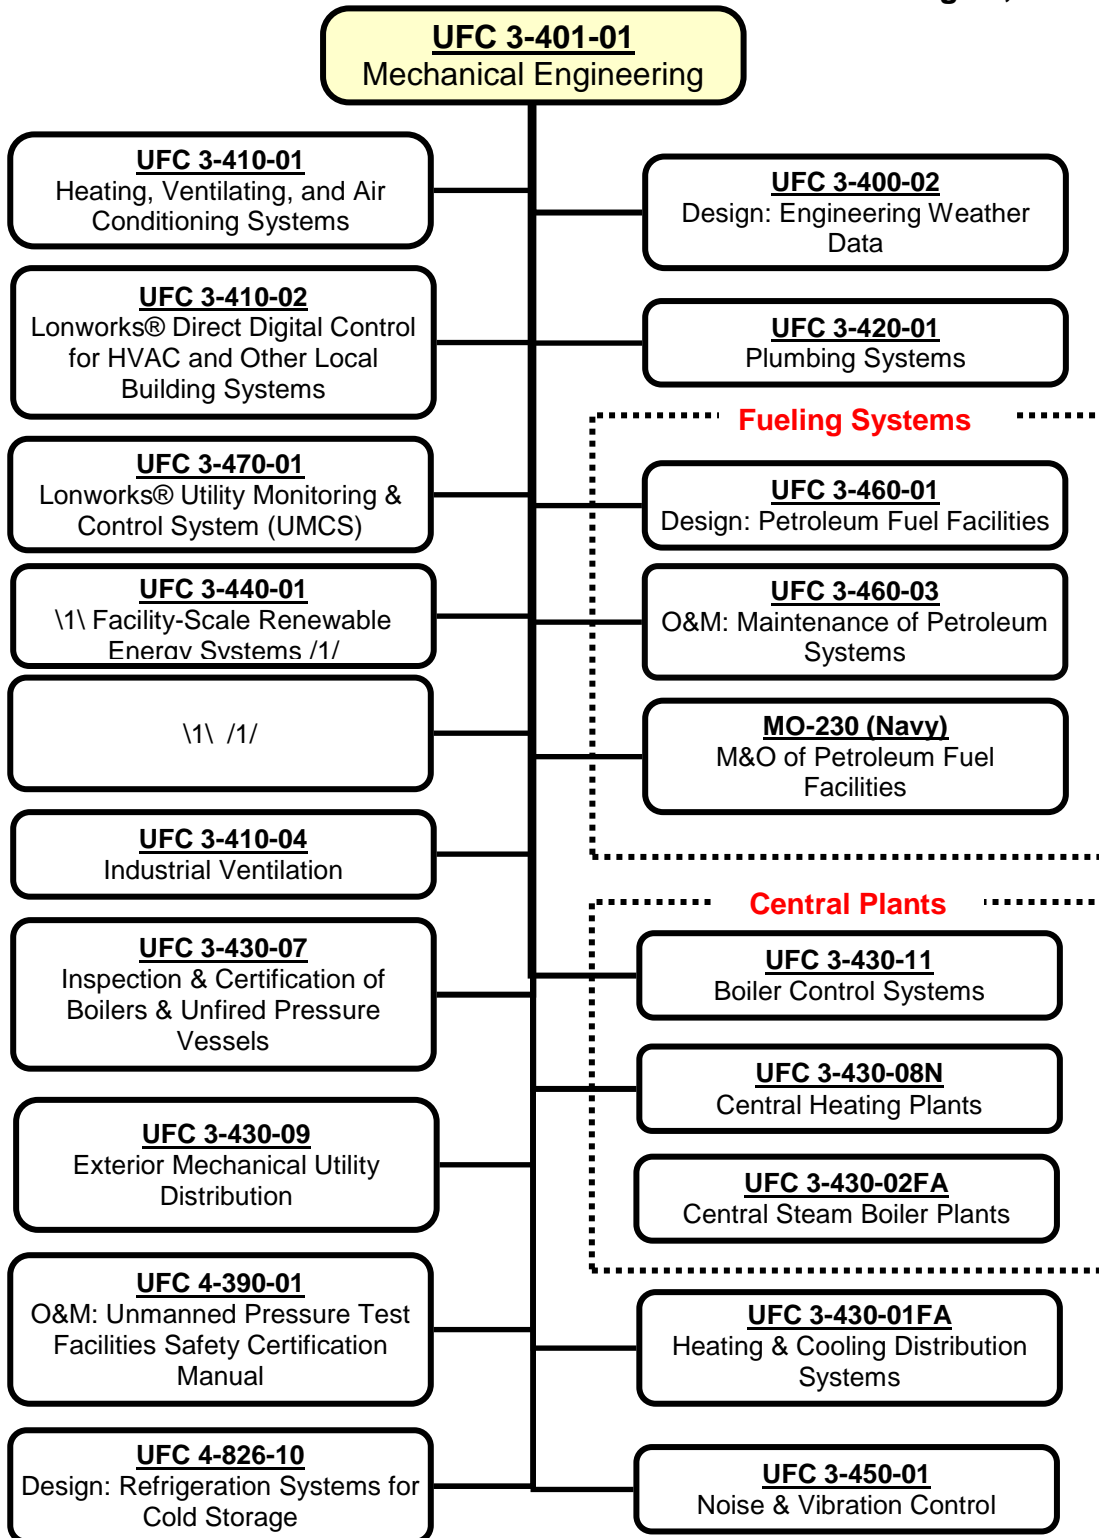 UFC 3-401-01
Mechanical Engineering
UFC 3-410-01
Heating, Ventilating, and Air
Conditioning Systems
UFC 3-410-02
Lonworks® Direct Digital Control
for HVAC and Other Local
Building Systems
UFC 3-470-01
Lonworks® Utility Monitoring &
Control System (UMCS)
UFC 3-440-01
\1\ Facility-Scale Renewable
Energy Systems /1/
\1\ /1/
UFC 3-410-04
Industrial Ventilation
UFC 3-430-07
Inspection & Certification of
Boilers & Unfired Pressure
Vessels
UFC 3-430-09
Exterior Mechanical Utility
Distribution
UFC 4-390-01
O&M: Unmanned Pressure Test
Facilities Safety Certification
Manual
UFC 4-826-10
Design: Refrigeration Systems for
Cold Storage
UFC 3-400-02
Design: Engineering Weather
Data
UFC 3-420-01
Plumbing Systems
Fueling Systems
UFC 3-460-01
Design: Petroleum Fuel Facilities
UFC 3-460-03
O&M: Maintenance of Petroleum
Systems
MO-230 (Navy)
M&O of Petroleum Fuel
Facilities
Central Plants
UFC 3-430-11
Boiler Control Systems
UFC 3-430-08N
Central Heating Plants
UFC 3-430-02FA
Central Steam Boiler Plants
UFC 3-430-01FA
Heating & Cooling Distribution
Systems
UFC 3-450-01
Noise & Vibration Control